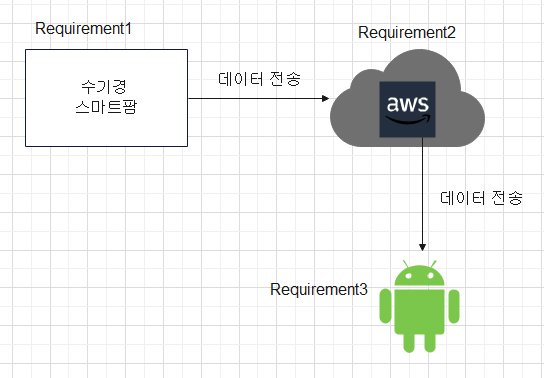 Requirement1
Requirement2
수기경
스마트팜
데이터 전송
aws
데이터 전송
Requirement3